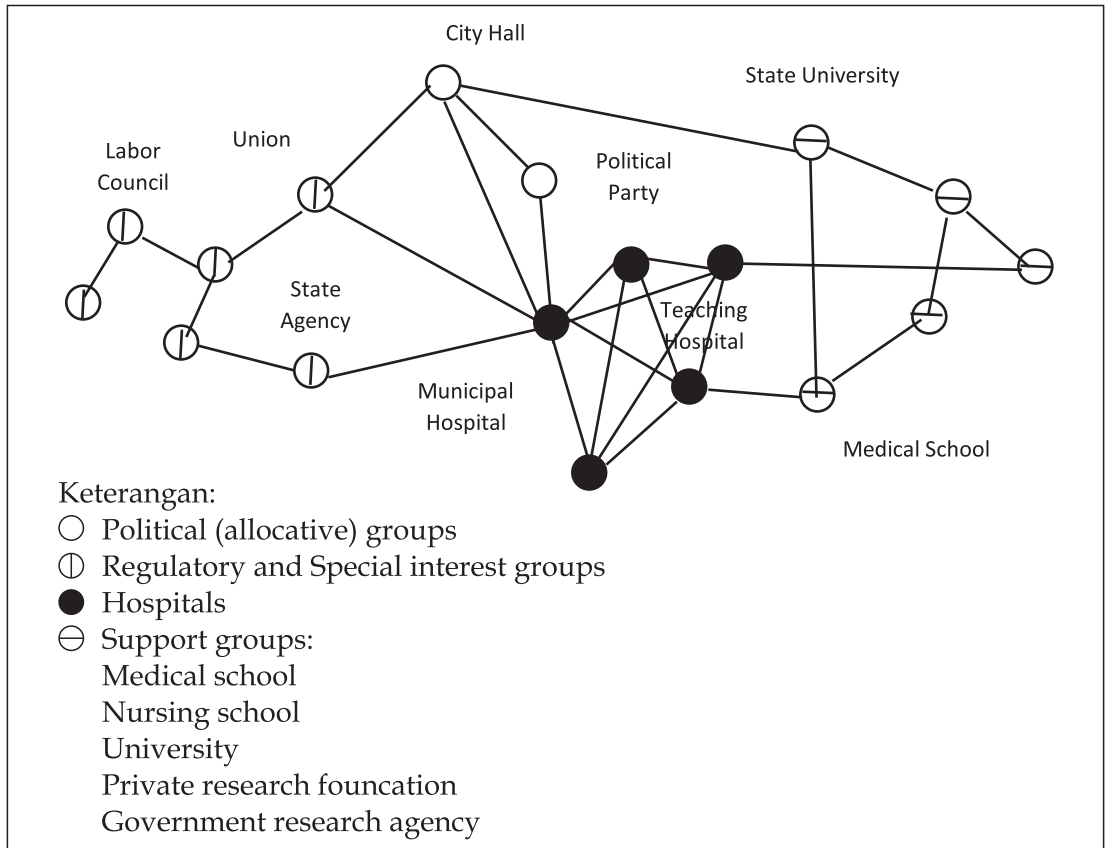 City Hall
State University
Union
Labor
Council
Political
Party
State
Agency
Teaching
Hospital
Municipal
Hospital
Medical School
Keterangan:
Political (allocative) groups
Regulatory and Special interest groups
Hospitals
Support groups:
Medical school
Nursing school
University
Private research founcation
Government research agency